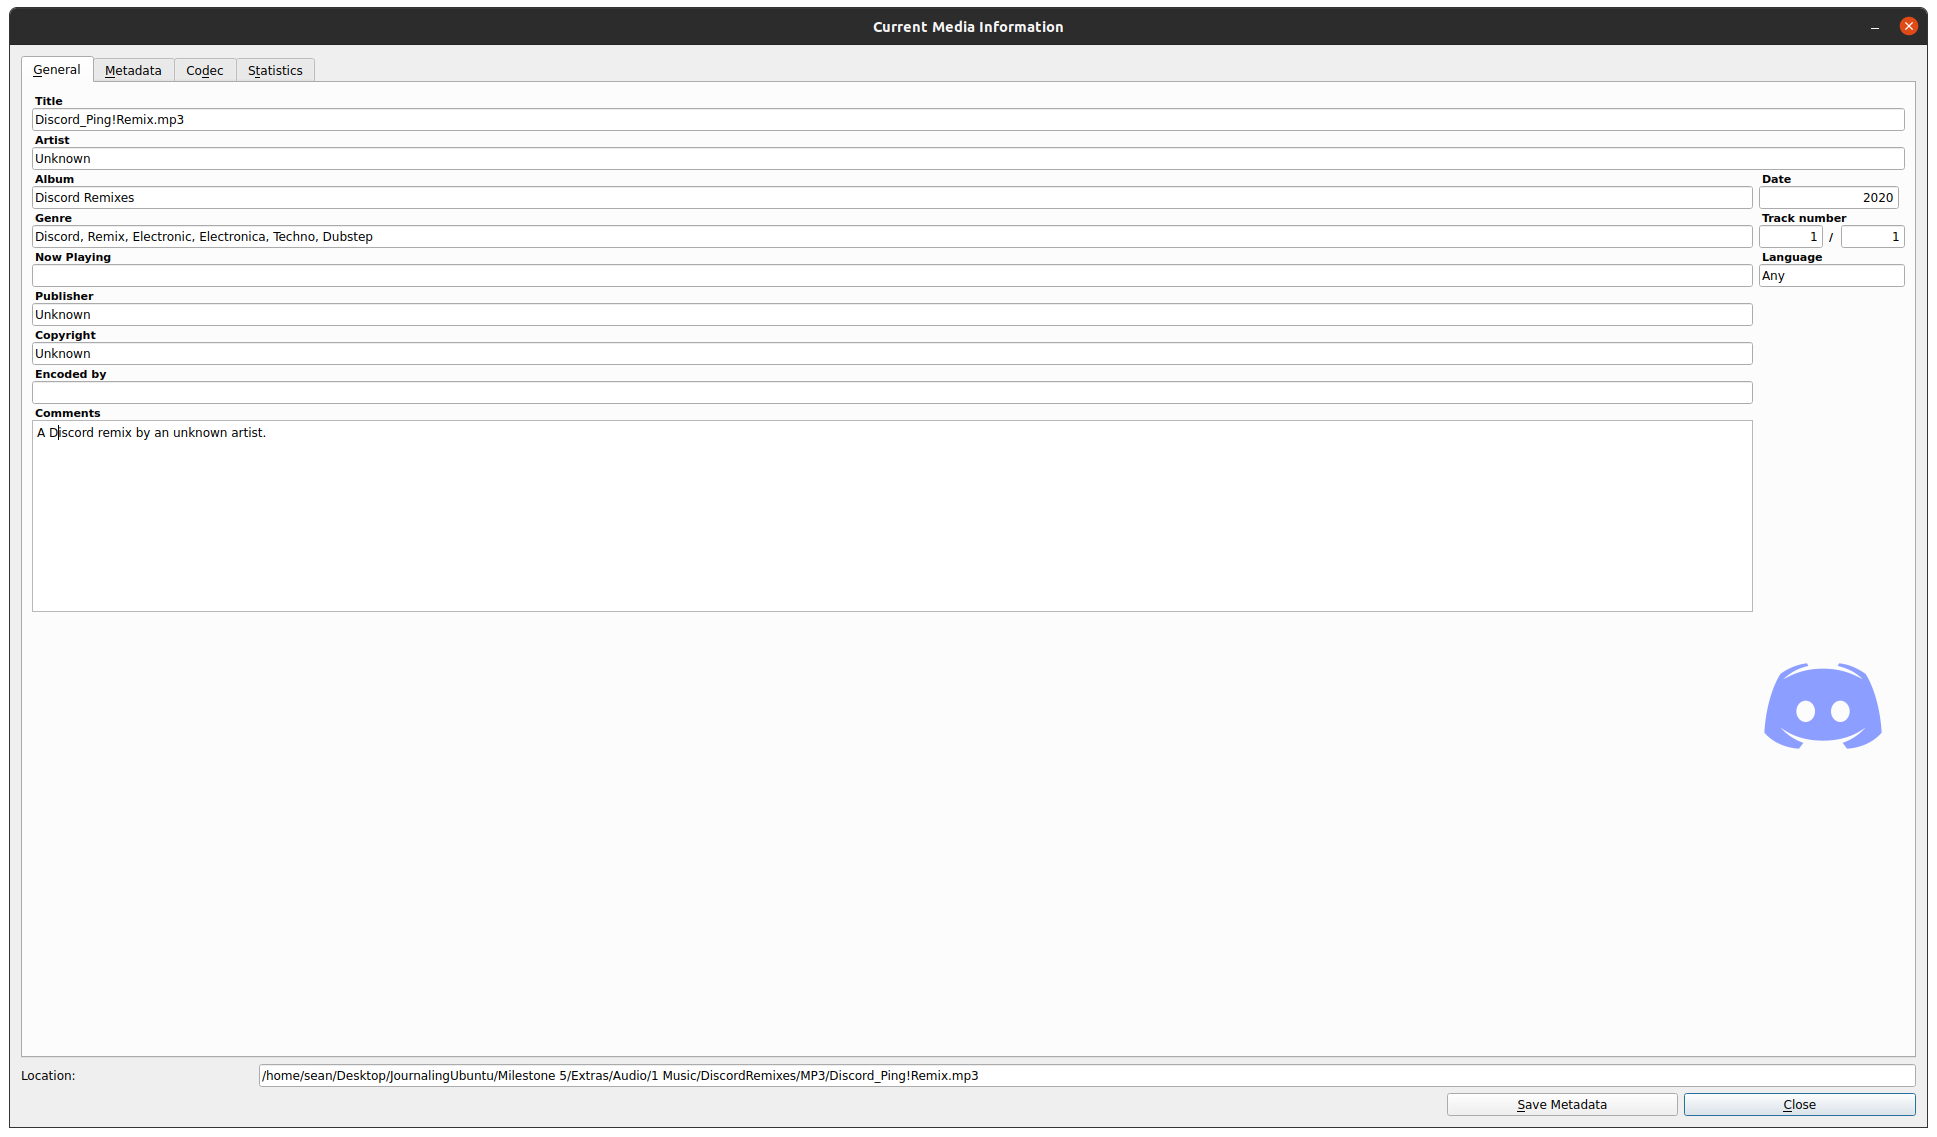 Current Media Information
General Metadata Codec Statistics
Title
Discord_Ping!Remix.mp3
Artist
Unknown
Album Date
Discord Remixes 2020
Genre Track number
Discord, Remix, Electronic, Electronica, Techno, Dubstep 1 / 1
Now Playing Language
Any
Publisher
Unknown
Copyright
Unknown
Encoded by
Comments
A Discord remix by an unknown artist.
Location: /home/sean/Desktop/JournalingUbuntu/Milestone 5/Extras/Audio/1 Music/DiscordRemixes/MP3/Discord_Ping!Remix.mp3
Save Metadata Close